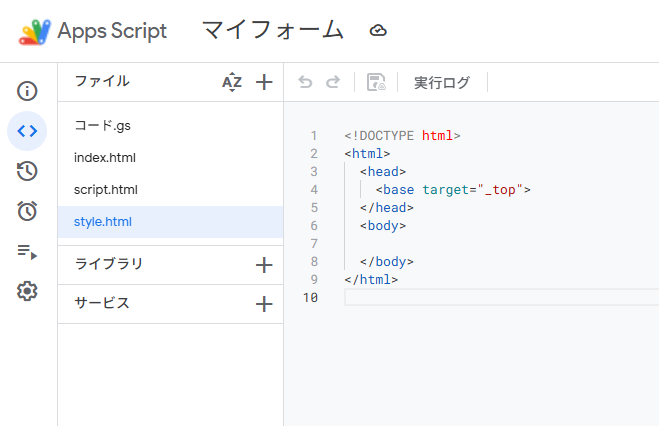 Apps Script マイフォーム
ファイル AZ
実行ログ
コード.gs
index.html
script.html
style.html
ライブラリ
サービス
1 <!DOCTYPE html>
2 <html>
3 <head>
4 <base target="_top">
5 </head>
6 <body>
7
8 </body>
9 </html>
10